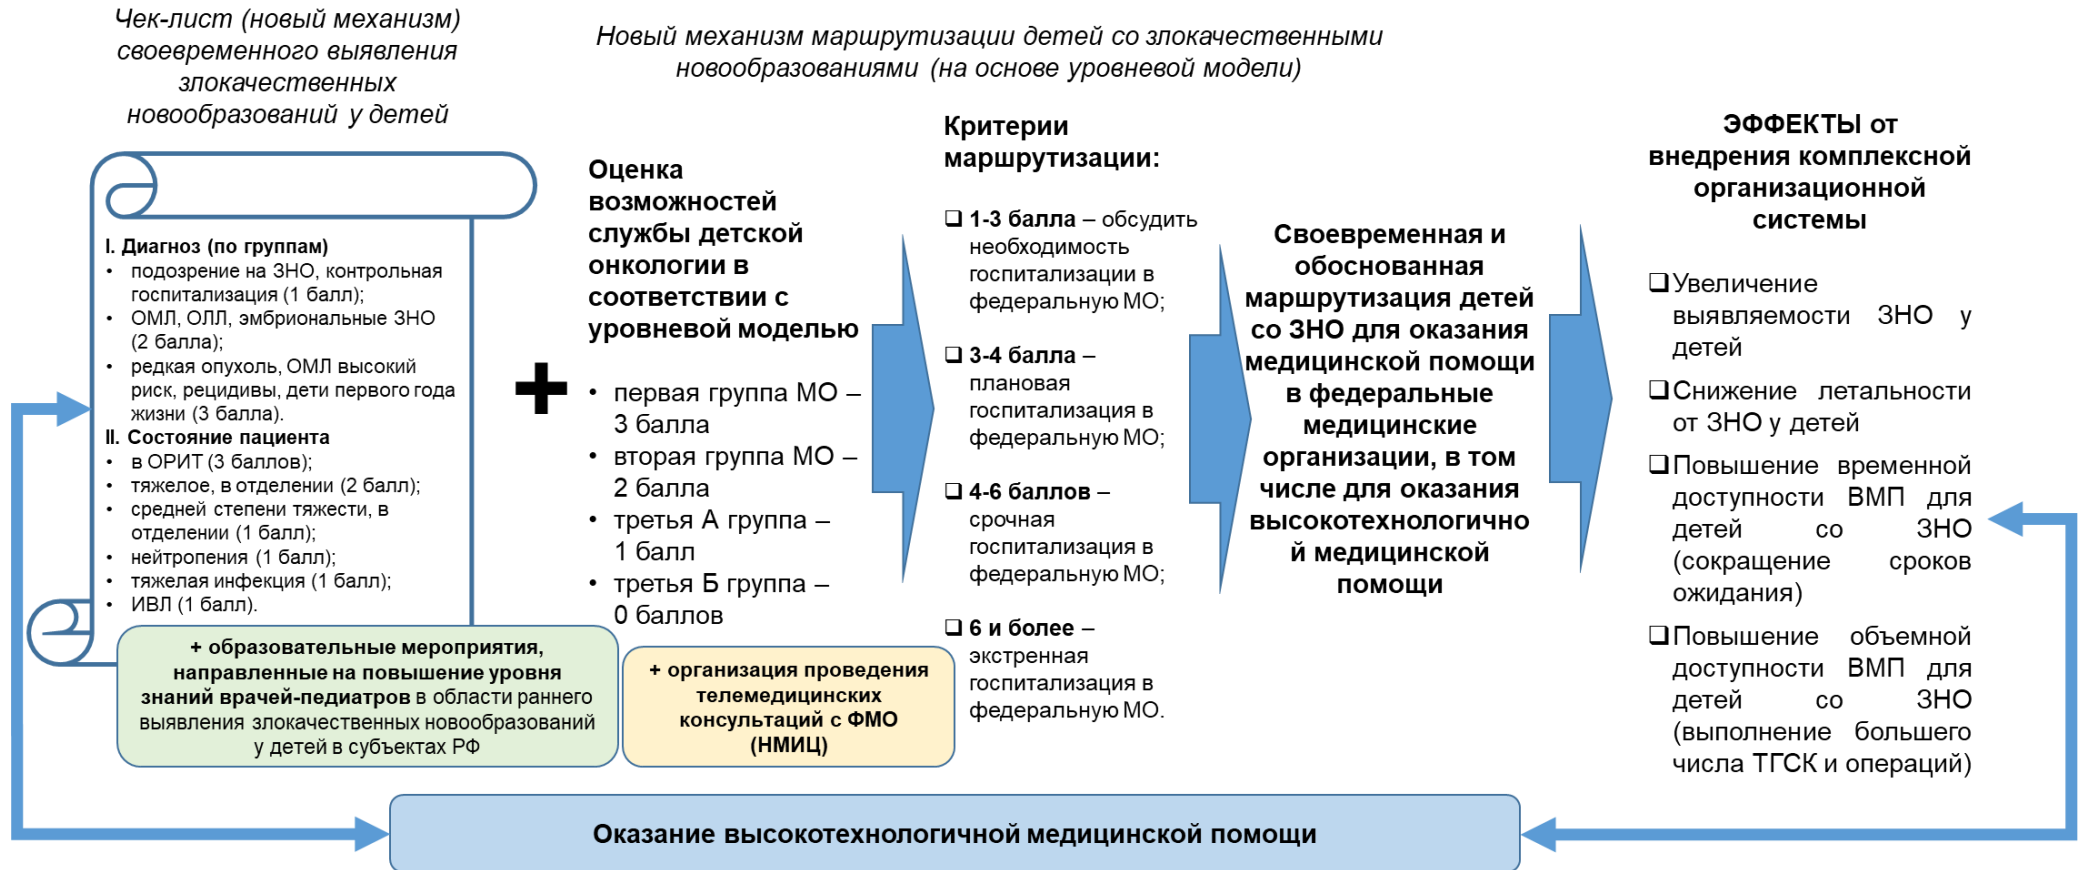 Чек-лист (новый механизм)
своевременного выявления
злокачественных
новообразований у детей
Новый механизм маршрутизации детей со злокачественными
новообразованиями (на основе уровневой модели)
I. Диагноз (по группам)
• подозрение на ЗНО, контрольная
госпитализация (1 балл);
• ОМЛ, ОЛЛ, эмбриональные ЗНО
(2 балла);
• редкая опухоль, ОМЛ высокий
риск, рецидивы, дети первого года
жизни (3 балла).
II. Состояние пациента
• в ОРИТ (3 баллов);
• тяжелое, в отделении (2 балл);
• средней степени тяжести, в
отделении (1 балл);
• нейтропения (1 балл);
• тяжелая инфекция (1 балл);
• ИВЛ (1 балл).
+ образовательные мероприятия,
направленные на повышение уровня
знаний врачей-педиатров в области раннего
выявления злокачественных новообразований
у детей в субъектах РФ
+
Оценка
возможностей
службы детской
онкологии в
соответствии с
уровневой моделью
• первая группа МО –
3 балла
• вторая группа МО –
2 балла
• третья А группа –
1 балл
• третья Б группа –
0 баллов
+ организация проведения
телемедицинских
консультаций с ФМО
(НМИЦ)
Критерии
маршрутизации:
❑ 1-3 балла – обсудить
необходимость
госпитализации в
федеральную МО;
❑ 3-4 балла –
плановая
госпитализация в
федеральную МО;
❑ 4-6 баллов –
срочная
госпитализация в
федеральную МО;
❑ 6 и более –
экстренная
госпитализация в
федеральную МО.
Своевременная и
обоснованная
маршрутизация детей
со ЗНО для оказания
медицинской помощи
в федеральные
медицинские
организации, в том
числе для оказания
высокотехнологично
й медицинской
помощи
ЭФФЕКТЫ от
внедрения комплексной
организационной
системы
❑ Увеличение
выявляемости ЗНО у
детей
❑ Снижение летальности
от ЗНО у детей
❑ Повышение временной
доступности ВМП для
детей со ЗНО
(сокращение сроков
ожидания)
❑ Повышение объемной
доступности ВМП для
детей со ЗНО
(выполнение большего
числа ТГСК и операций)
Оказание высокотехнологичной медицинской помощи